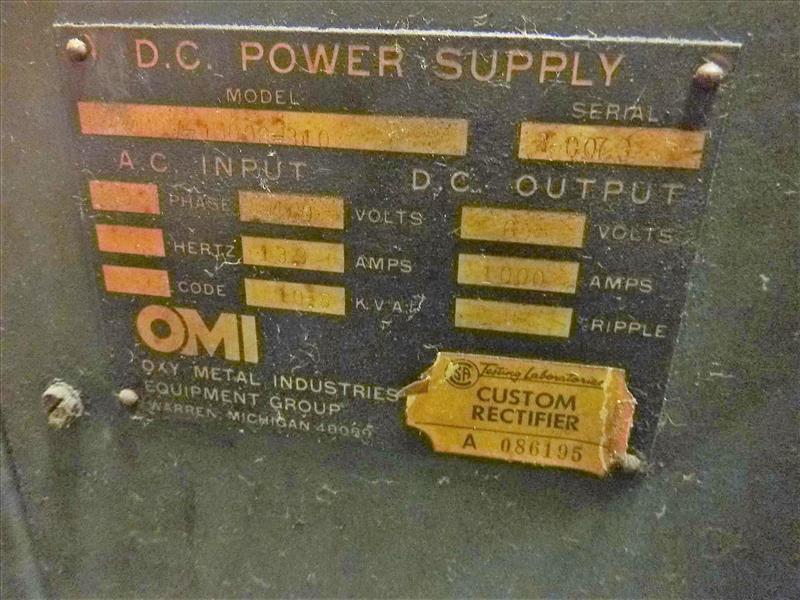 D.C. POWER SUPPLY
MODEL
SERIAL
A.C. INPUT
D.C. OUTPUT
PHASE
VOLTS
VOLTS
HERTZ
AMPS
1000 AMPS
CODE
K.V.A.
RIPPLE
OMI
OXY METAL INDUSTRIES
EQUIPMENT GROUP
WARREN, MICHIGAN 48090
Testing Laboratories
CUSTOM
RECTIFIER
A 086195